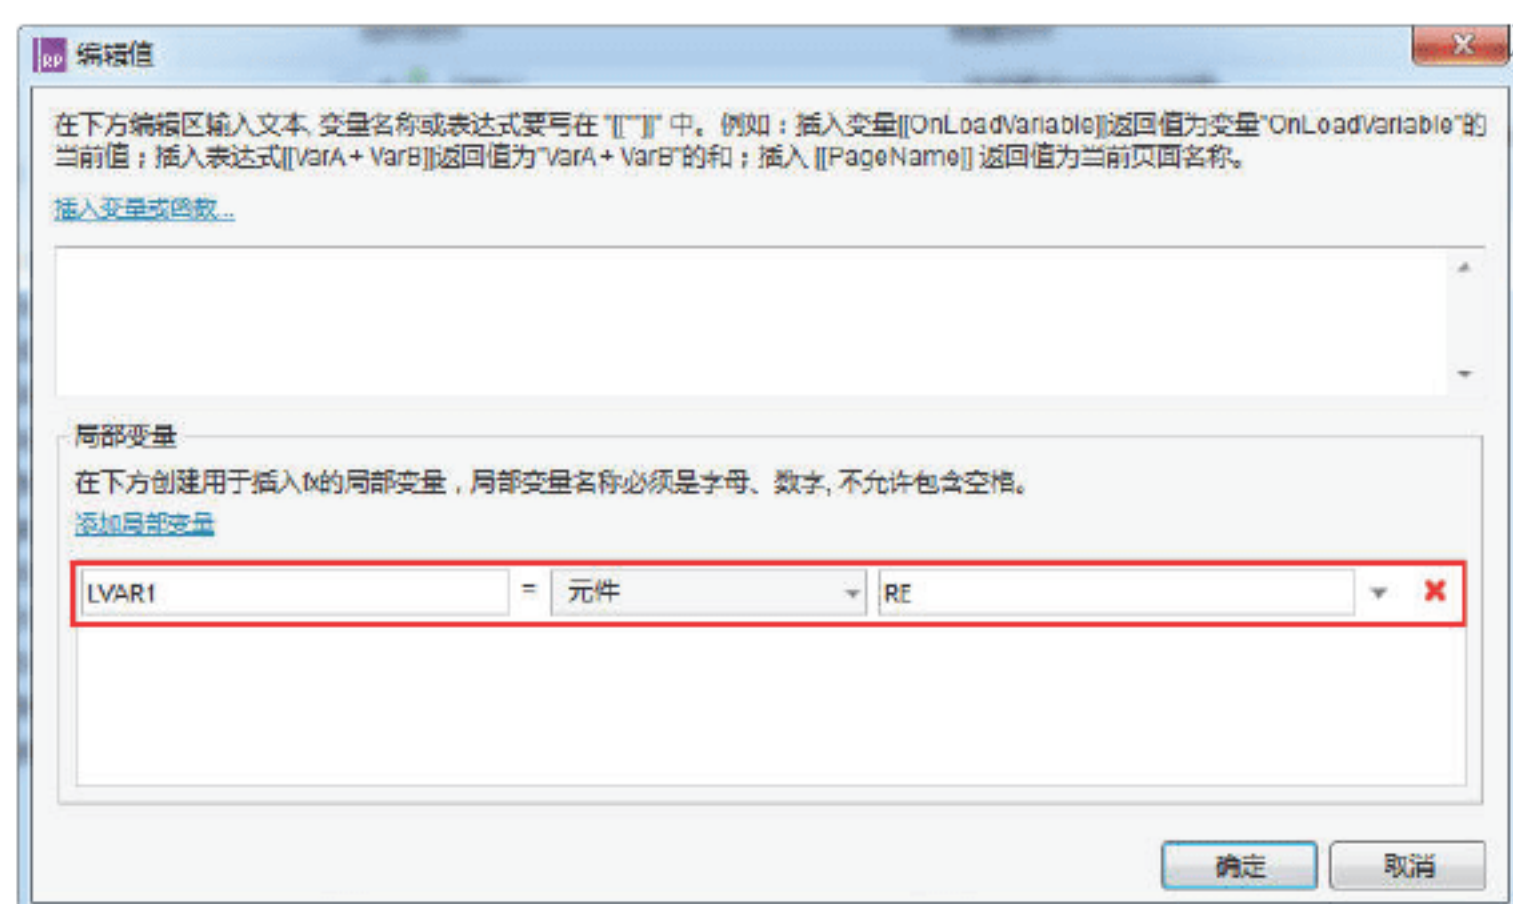 RP 编辑值
在下方编辑区输入文本, 变量名称或表达式要写在 "[[""]]" 中。例如：插入变量[[OnLoadVariable]]返回值为变量"OnLoadVariable"的
当前值；插入表达式[[VarA + VarB]]返回值为"VarA + VarB"的和；插入 [[PageName]] 返回值为当前页面名称。
插入变量或函数...
局部变量
在下方创建用于插入fx的局部变量，局部变量名称必须是字母、数字, 不允许包含空格。
添加局部变量
LVAR1 = 元件 RE
确定 取消